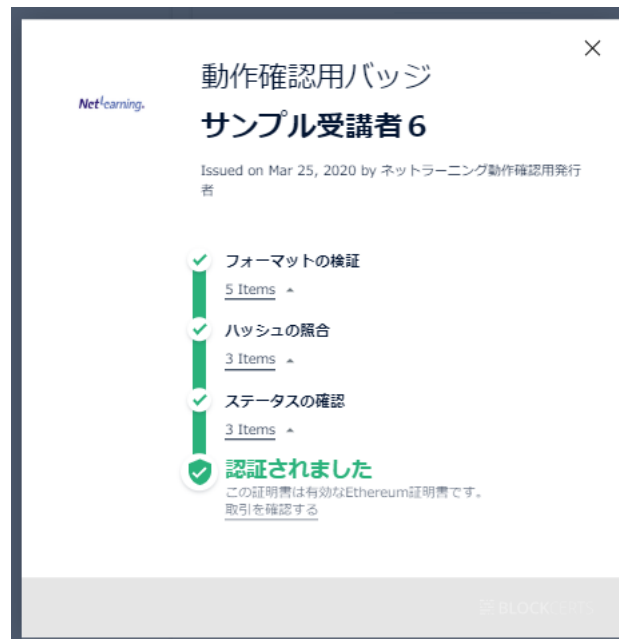 NetLearning.
動作確認用バッジ
サンプル受講者6
Issued on Mar 25, 2020 by ネットラーニング動作確認用発行
者
フォーマットの検証
5 Items
ハッシュの照合
3 Items
ステータスの確認
3 Items
認証されました
この証明書は有効なEthereum証明書です。
取引を確認する
BLOCKCERTS